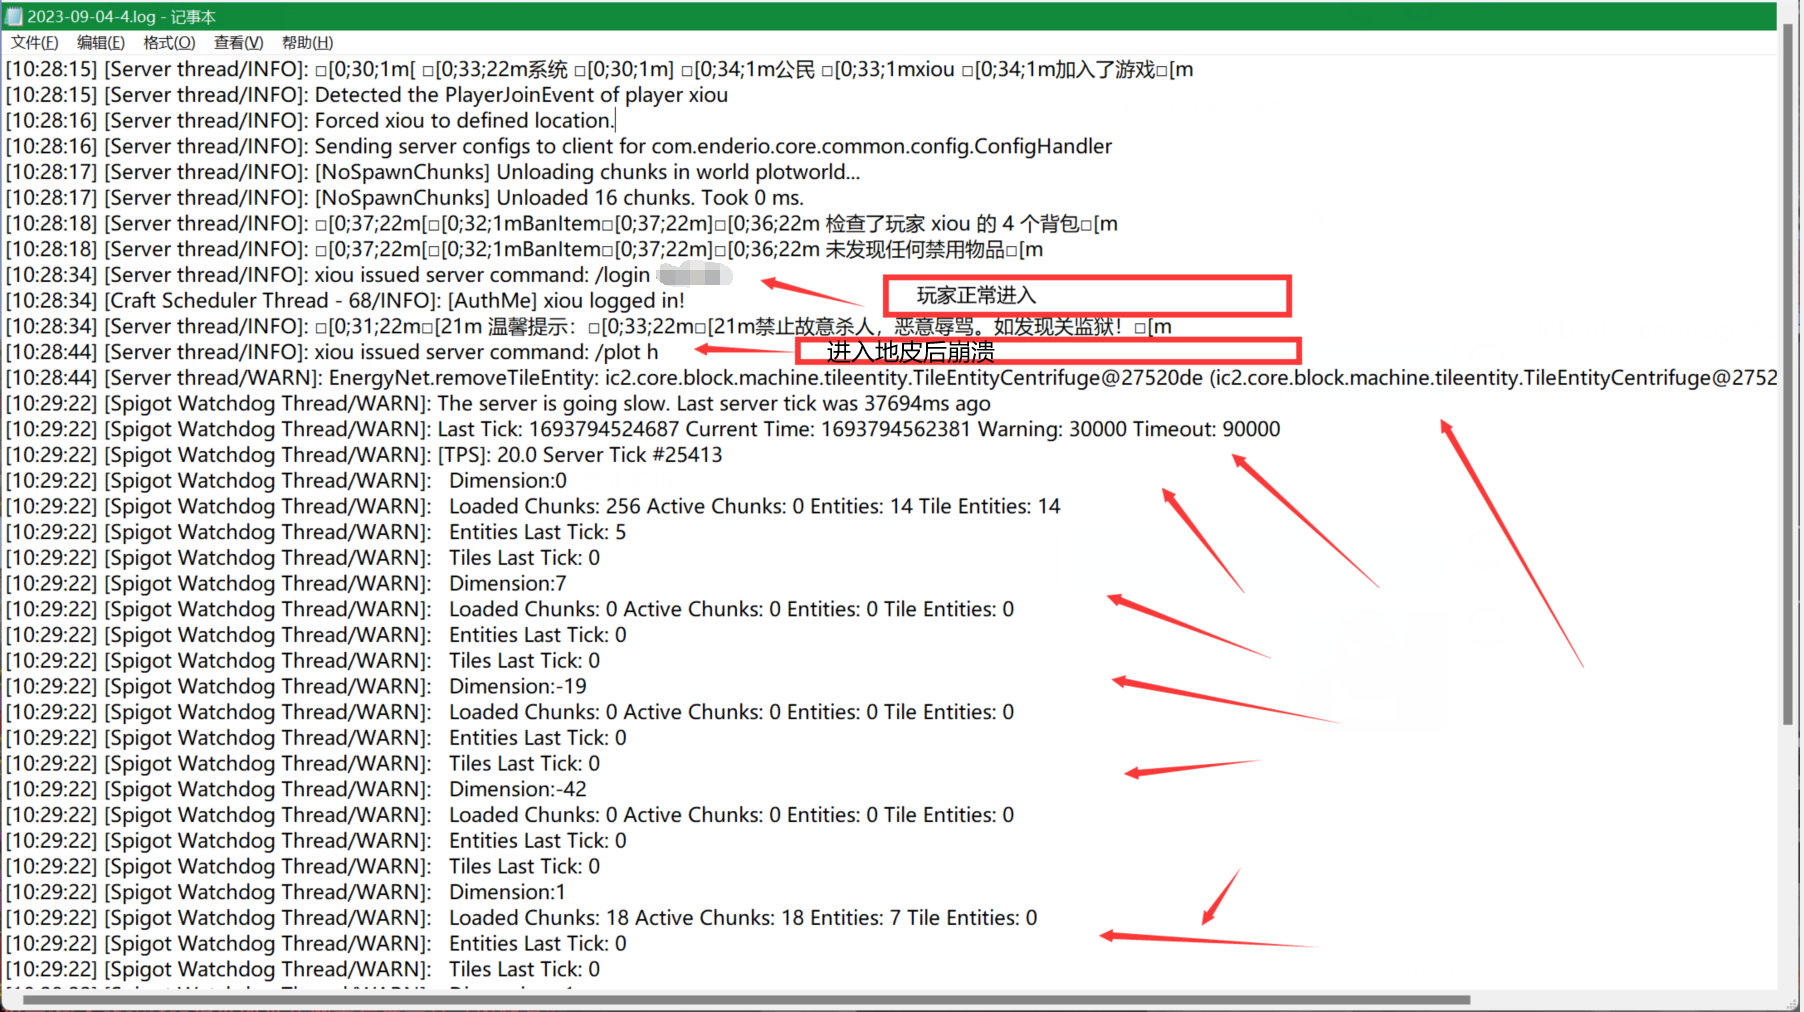 2023-09-04-4.log - 记事本
文件(F) 编辑(E) 格式(O) 查看(V) 帮助(H)
[10:28:15] [Server thread/INFO]: □[0;30;1m[ □[0;33;22m系统 □[0;30;1m] □[0;34;1m公民 □[0;33;1mxiou □[0;34;1m加入了游戏□[m
[10:28:15] [Server thread/INFO]: Detected the PlayerJoinEvent of player xiou
[10:28:16] [Server thread/INFO]: Forced xiou to defined location.
[10:28:16] [Server thread/INFO]: Sending server configs to client for com.enderio.core.common.config.ConfigHandler
[10:28:17] [Server thread/INFO]: [NoSpawnChunks] Unloading chunks in world plotworld...
[10:28:17] [Server thread/INFO]: [NoSpawnChunks] Unloaded 16 chunks. Took 0 ms.
[10:28:18] [Server thread/INFO]: □[0;37;22m[□[0;32;1mBanItem□[0;37;22m]□[0;36;22m 检查了玩家 xiou 的 4 个背包□[m
[10:28:18] [Server thread/INFO]: □[0;37;22m[□[0;32;1mBanItem□[0;37;22m]□[0;36;22m 未发现任何禁用物品□[m
[10:28:34] [Server thread/INFO]: xiou issued server command: /login
玩家正常进入
[10:28:34] [Craft Scheduler Thread - 68/INFO]: [AuthMe] xiou logged in!
[10:28:34] [Server thread/INFO]: □[0;31;22m□[21m 温馨提示：□[0;33;22m□[21m禁止故意杀人，恶意辱骂。如发现关监狱！□[m
[10:28:44] [Server thread/INFO]: xiou issued server command: /plot h
进入地皮后崩溃
[10:28:44] [Server thread/WARN]: EnergyNet.removeTileEntity: ic2.core.block.machine.tileentity.TileEntityCentrifuge@27520de (ic2.core.block.machine.tileentity.TileEntityCentrifuge@2752
[10:29:22] [Spigot Watchdog Thread/WARN]: The server is going slow. Last server tick was 37694ms ago
[10:29:22] [Spigot Watchdog Thread/WARN]: Last Tick: 1693794524687 Current Time: 1693794562381 Warning: 30000 Timeout: 90000
[10:29:22] [Spigot Watchdog Thread/WARN]: [TPS]: 20.0 Server Tick #25413
[10:29:22] [Spigot Watchdog Thread/WARN]: Dimension:0
[10:29:22] [Spigot Watchdog Thread/WARN]: Loaded Chunks: 256 Active Chunks: 0 Entities: 14 Tile Entities: 14
[10:29:22] [Spigot Watchdog Thread/WARN]: Entities Last Tick: 5
[10:29:22] [Spigot Watchdog Thread/WARN]: Tiles Last Tick: 0
[10:29:22] [Spigot Watchdog Thread/WARN]: Dimension:7
[10:29:22] [Spigot Watchdog Thread/WARN]: Loaded Chunks: 0 Active Chunks: 0 Entities: 0 Tile Entities: 0
[10:29:22] [Spigot Watchdog Thread/WARN]: Entities Last Tick: 0
[10:29:22] [Spigot Watchdog Thread/WARN]: Tiles Last Tick: 0
[10:29:22] [Spigot Watchdog Thread/WARN]: Dimension:-19
[10:29:22] [Spigot Watchdog Thread/WARN]: Loaded Chunks: 0 Active Chunks: 0 Entities: 0 Tile Entities: 0
[10:29:22] [Spigot Watchdog Thread/WARN]: Entities Last Tick: 0
[10:29:22] [Spigot Watchdog Thread/WARN]: Tiles Last Tick: 0
[10:29:22] [Spigot Watchdog Thread/WARN]: Dimension:-42
[10:29:22] [Spigot Watchdog Thread/WARN]: Loaded Chunks: 0 Active Chunks: 0 Entities: 0 Tile Entities: 0
[10:29:22] [Spigot Watchdog Thread/WARN]: Entities Last Tick: 0
[10:29:22] [Spigot Watchdog Thread/WARN]: Tiles Last Tick: 0
[10:29:22] [Spigot Watchdog Thread/WARN]: Dimension:1
[10:29:22] [Spigot Watchdog Thread/WARN]: Loaded Chunks: 18 Active Chunks: 18 Entities: 7 Tile Entities: 0
[10:29:22] [Spigot Watchdog Thread/WARN]: Entities Last Tick: 0
[10:29:22] [Spigot Watchdog Thread/WARN]: Tiles Last Tick: 0